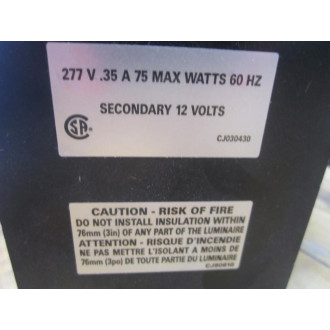 277 V .35 A 75 MAX WATTS 60 HZ
SECONDARY 12 VOLTS
SA
CJ030430
CAUTION - RISK OF FIRE
DO NOT INSTALL INSULATION WITHIN
76mm (3in) OF ANY PART OF THE LUMINAIRE
ATTENTION - RISQUE D'INCENDIE
NE PAS METTRE L'ISOLANT A MOINS DE
76mm (3po) DE TOUTE PARTIE DU LUMINAIRE